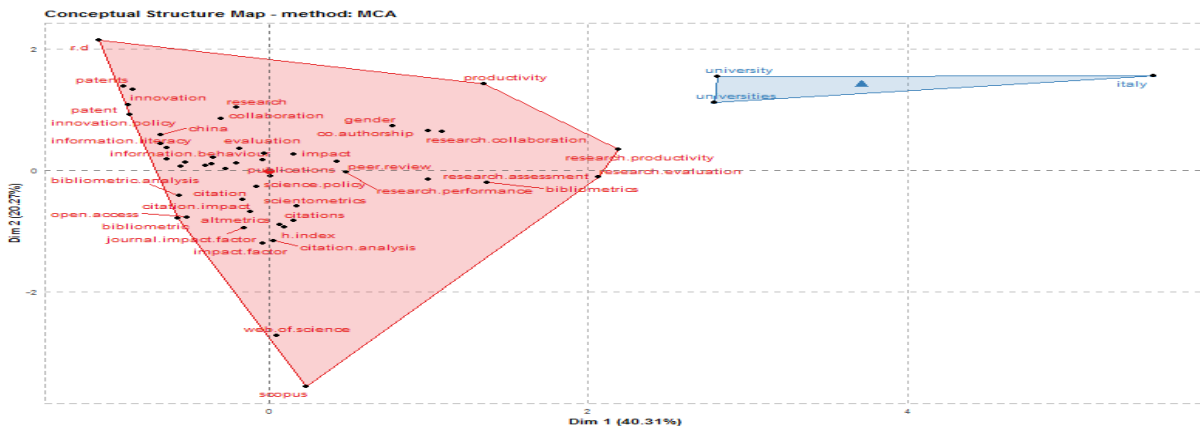 Conceptual Structure Map - method: MCA
r.d
university
productivity
patents
italy
innovation
universities
research
patent
collaboration
gender
innovation.policy
china
co.authorship
information.literacy
evaluation
research.collaboration
information.behaviour
impact
research.productivity
publications
peer.review
research.evaluation
bibliometric.analysis
science.policy
research.assessment
citation
research.performance
bibliometrics
citation.impact
scientometrics
open.access
altmetrics
citations
bibliometric
journal.impact.factor
h.index
impact.factor
citation.analysis
web.of.science
scopus
2
0
-2
0
2
4
Dim 2 (20.27%)
Dim 1 (40.31%)